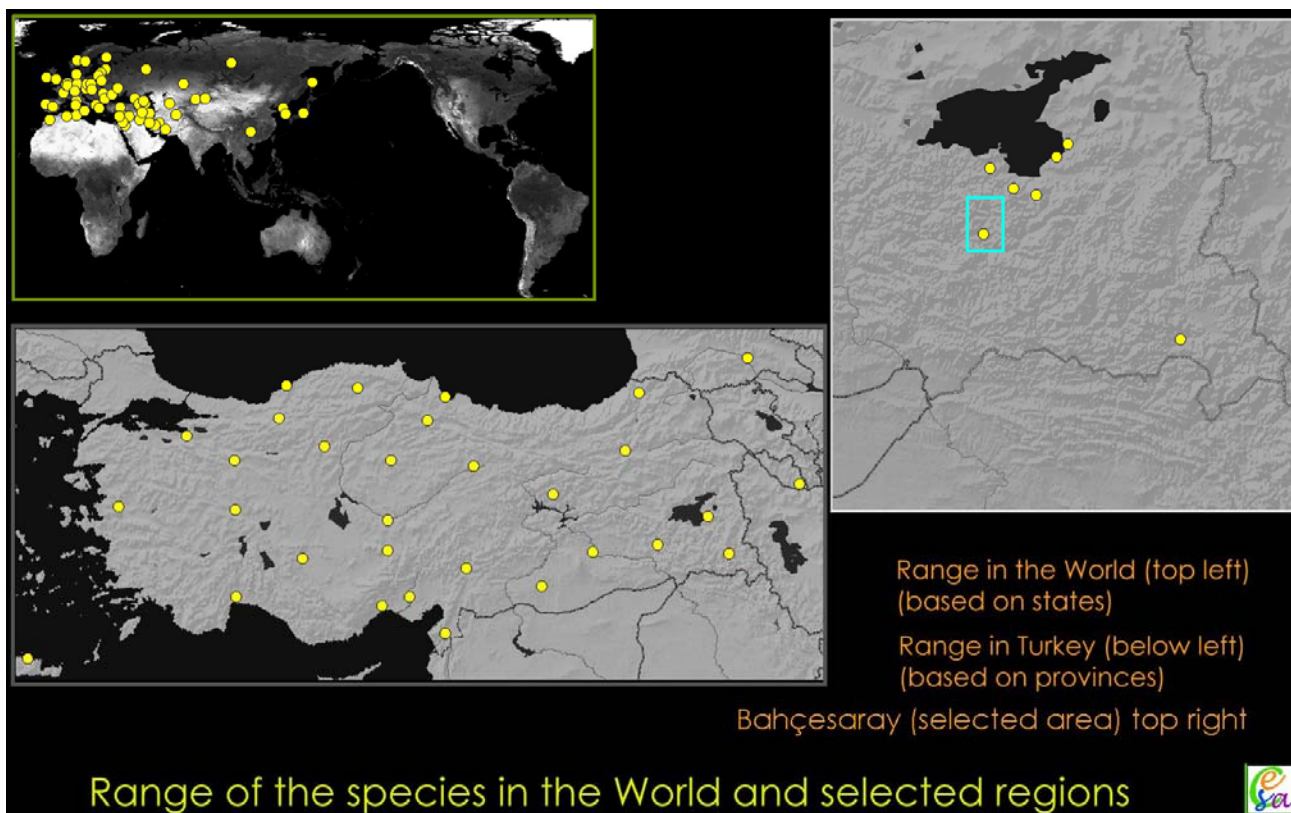 Range in the World (top left)
(based on states)
Range in Turkey (below left)
(based on provinces)
Bahçesaray (selected area) top right
Range of the species in the World and selected regions
esa